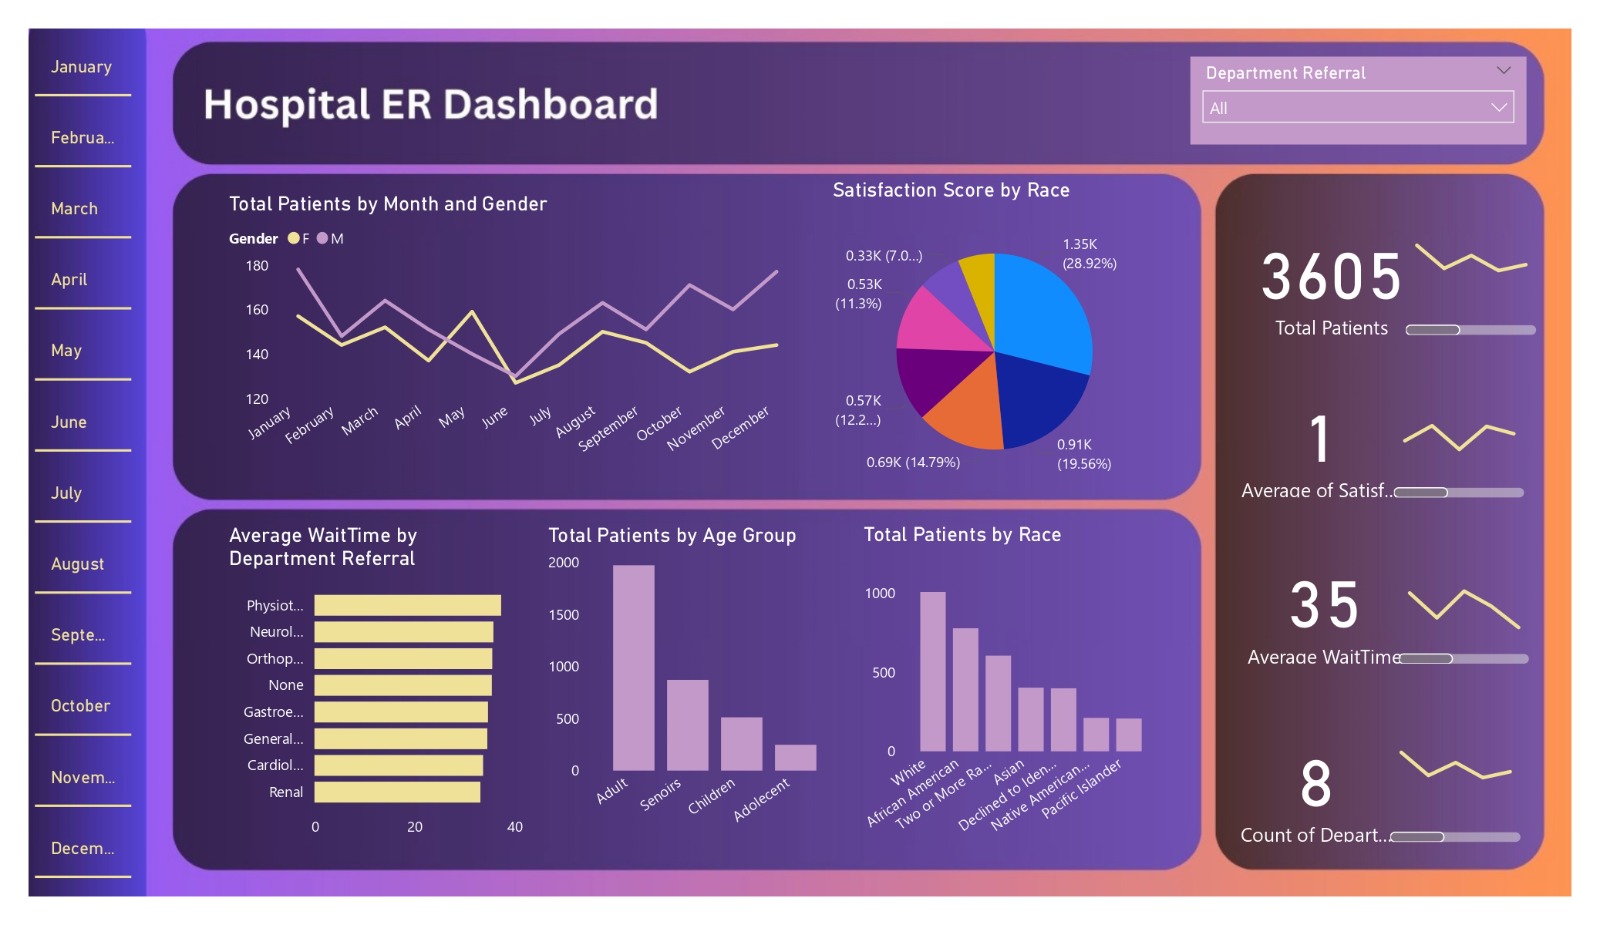 January
Februa...
March
April
May
June
July
August
Septe...
October
Novem...
Decem...
Hospital ER Dashboard
Department Referral
All
Total Patients by Month and Gender
Gender F M
180
160
140
120
January
February
March
April
May
June
July
August
September
October
November
December
Satisfaction Score by Race
1.35K
(28.92%)
0.91K
(19.56%)
0.69K (14.79%)
0.57K
(12.2...)
0.53K
(11.3%)
0.33K (7.0...)
Average WaitTime by
Department Referral
Physiot...
Neurol...
Orthop...
None
Gastroe...
General...
Cardiol...
Renal
0 20 40
Total Patients by Age Group
2000
1500
1000
500
0
Adult
Senoirs
Children
Adolecent
Total Patients by Race
1000
500
0
White
African American
Two or More Ra...
Asian
Declined to Iden...
Native American...
Pacific Islander
3605
Total Patients
1
Average of Satisf...
35
Average WaitTime
8
Count of Depart...